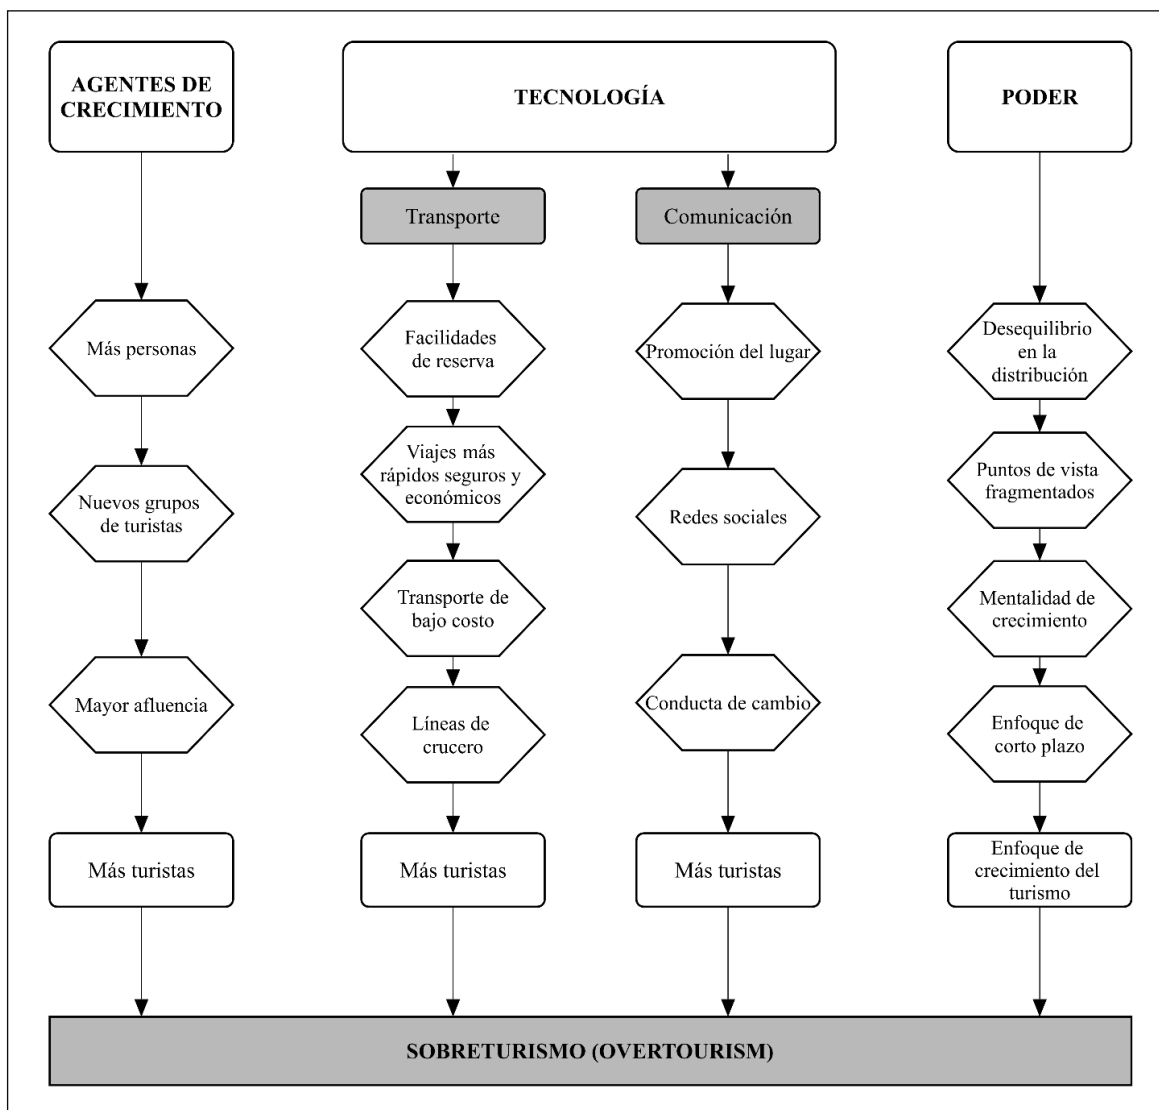 AGENTES DE
CRECIMIENTO
TECNOLOGÍA
PODER
Transporte
Comunicación
Más personas
Facilidades
de reserva
Promoción del lugar
Desequilibrio
en la
distribución
Nuevos grupos
de turistas
Viajes más
rápidos seguros y
económicos
Redes sociales
Puntos de vista
fragmentados
Transporte de
bajo costo
Mentalidad de
crecimiento
Mayor afluencia
Líneas de
crucero
Conducta de cambio
Enfoque de
corto plazo
Más turistas
Más turistas
Más turistas
Enfoque de
crecimiento del
turismo
SOBRETURISMO (OVERTOURISM)